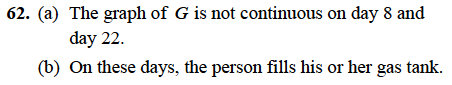 62. (a) The graph of G is not continuous on day 8 and
day 22.
(b) On these days, the person fills his or her gas tank.